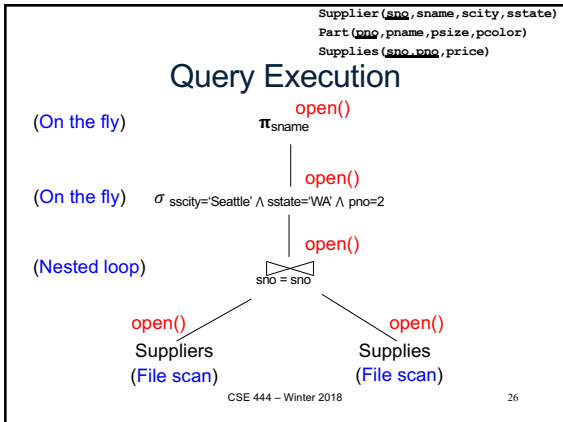 Supplier(sno,sname,scity,sstate)
Part(pno,pname,psize,pcolor)
Supplies(sno,pno,price)
Query Execution
open()
(On the fly) πsname
open()
(On the fly) σ sscity=‘Seattle’ ∧ sstate=‘WA’ ∧ pno=2
open()
(Nested loop)
sno = sno
open() open()
Suppliers Supplies
(File scan) (File scan)
CSE 444 – Winter 2018 26